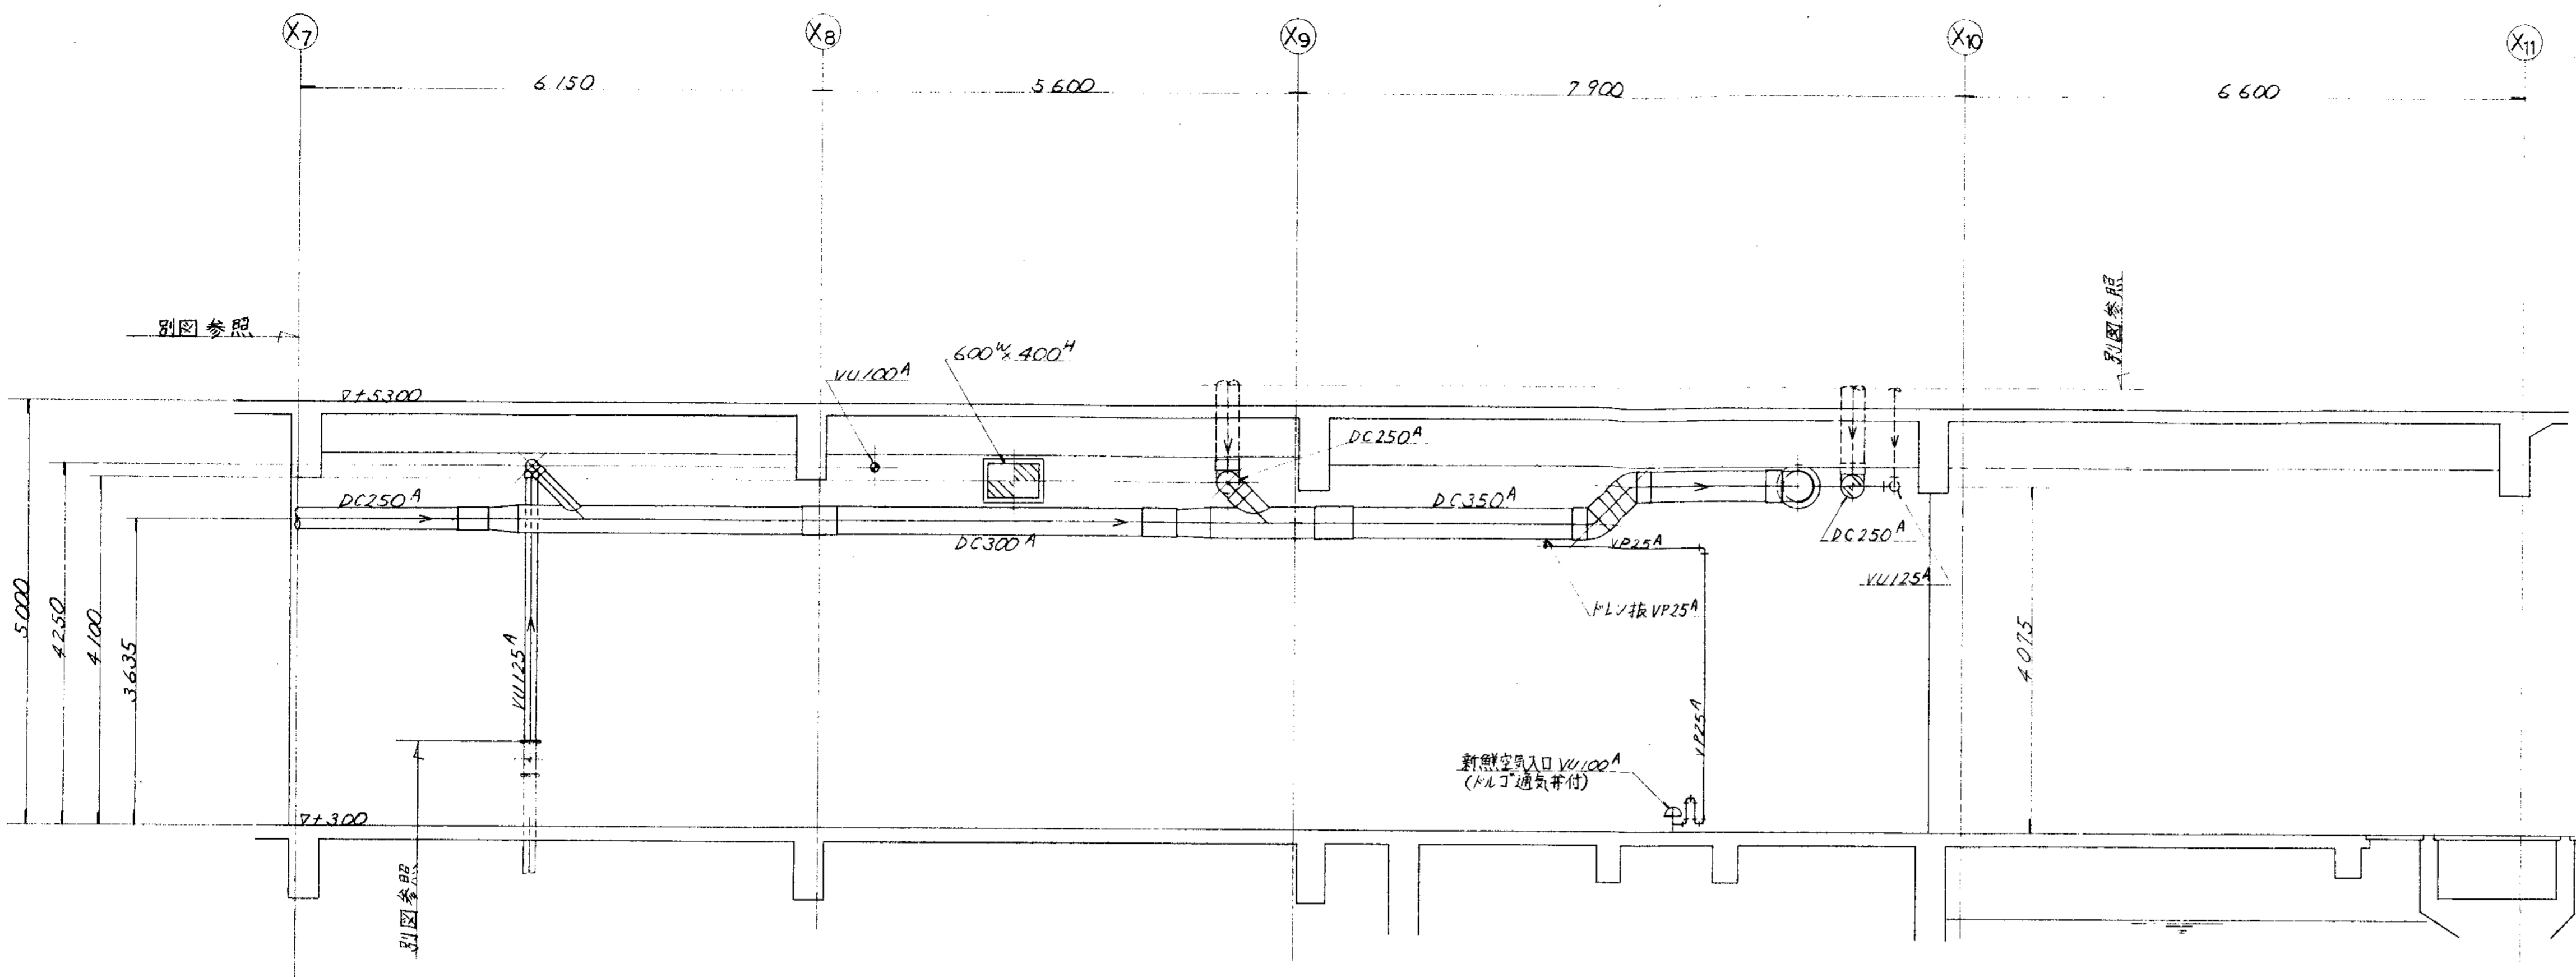 X7
X8
X9
X10
X11
6150
5600
7900
6600
別図参照
別図参照
600W×400H
VU100A
▽+5300
DC250A
DC250A
DC350A
DC300A
VP25A
DC250A
VU125A
ドレン抜VP25A
5000
4250
4100
3635
VU125A
4075
VP25A
新鮮空気入口 VU100A
(ドルゴ通気弁付)
▽+300
別図参照